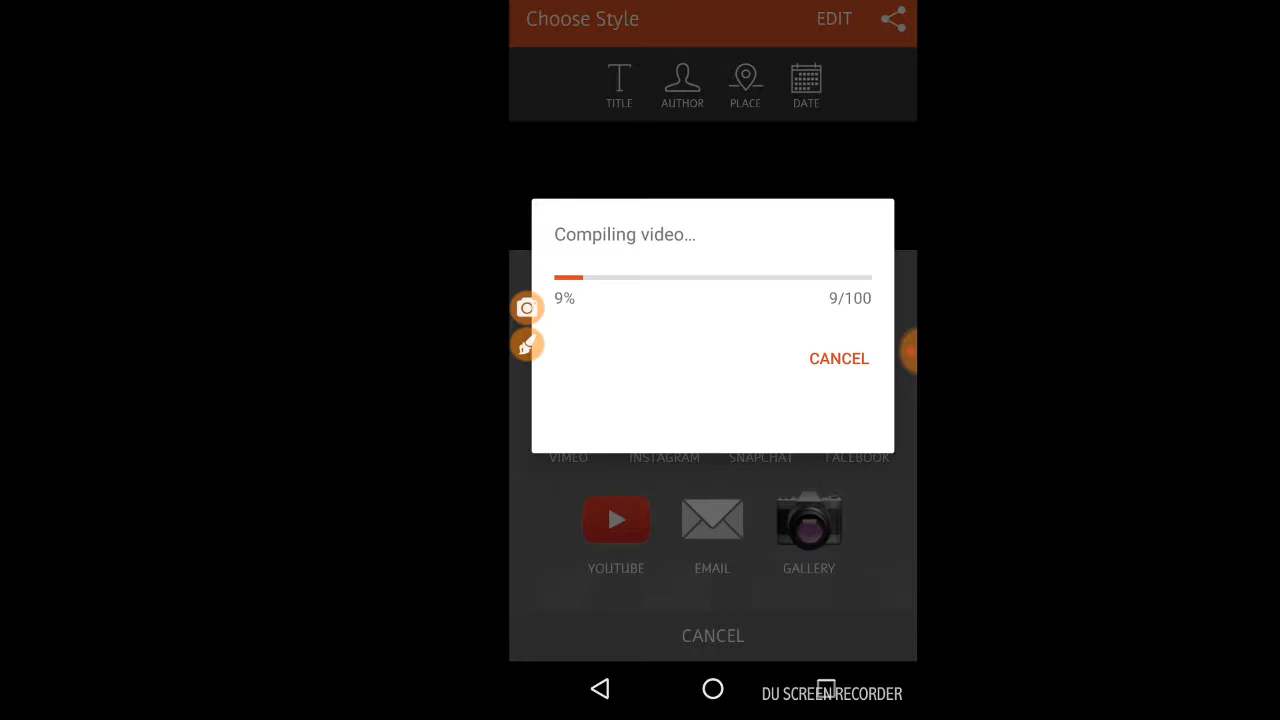 Choose Style
EDIT
TITLE
AUTHOR
PLACE
DATE
Compiling video...
9%
9/100
CANCEL
VIMEO
INSTAGRAM
SNAPCHAT
FACEBOOK
YOUTUBE
EMAIL
GALLERY
CANCEL
DU SCREEN RECORDER